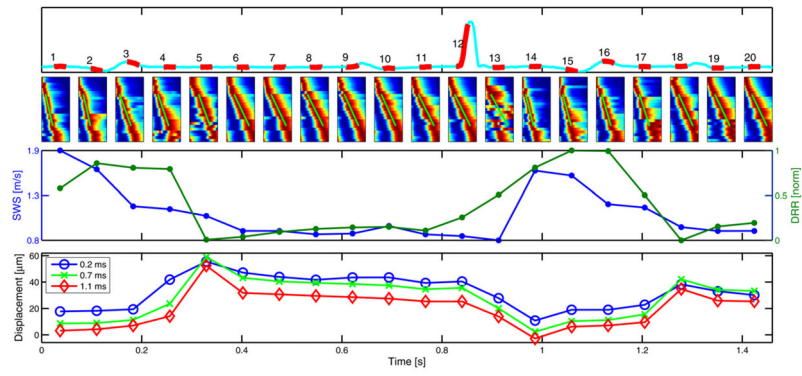 1 2 3 4 5 6 7 8 9 10 11 12 13 14 15 16 17 18 19 20
1.9 1
SWS [m/s] 1.3 0.5 DRR [norm]
0.8 0
60
0.2 ms
0.7 ms
1.1 ms
Displacement [µm]
40
20
0
0 0.2 0.4 0.6 0.8 1 1.2 1.4
Time [s]